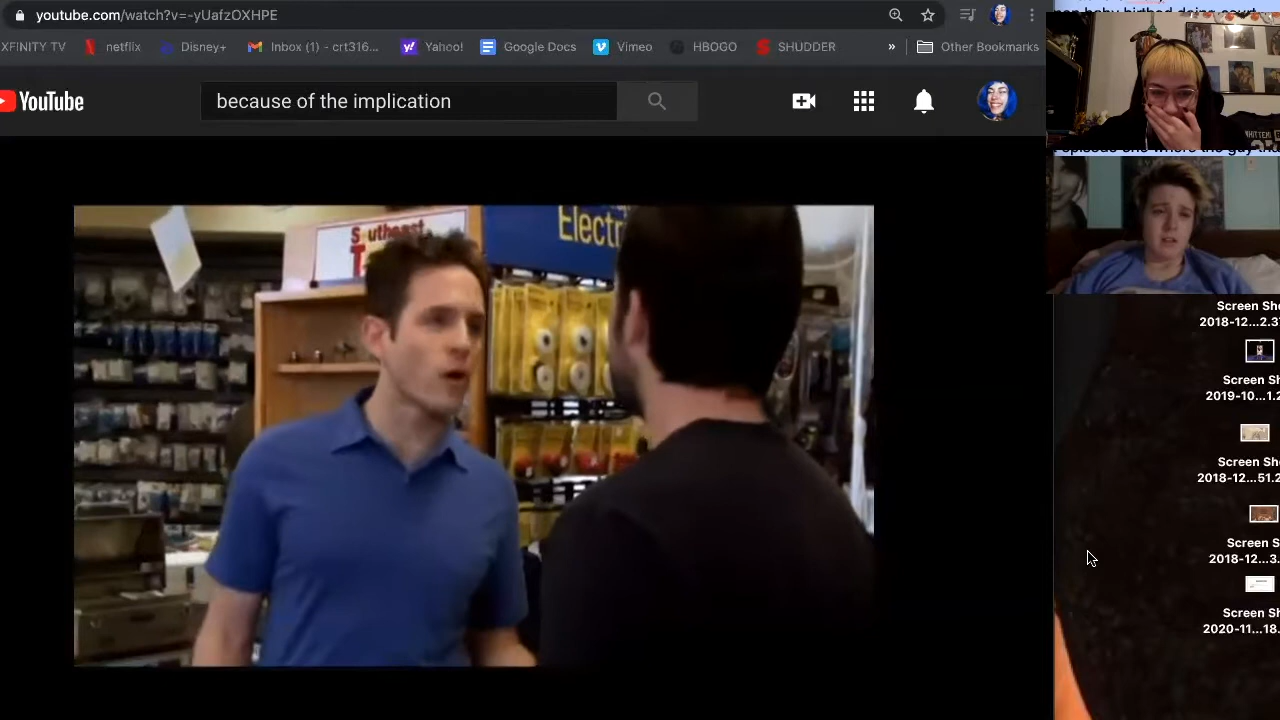 youtube.com/watch?v=-yUafzOXHPE
XFINITY TV
netflix
Disney+
Inbox (1) - crt316...
Yahoo!
Google Docs
Vimeo
HBOGO
SHUDDER
»
Other Bookmarks
YouTube
because of the implication
Southeast
Electri
WHITTEN
Screen Sh
2018-12...2.3
Screen Sh
2019-10...1.2
Screen Sh
2018-12...51.2
Screen S
2018-12...3.
Screen Sh
2020-11...18.